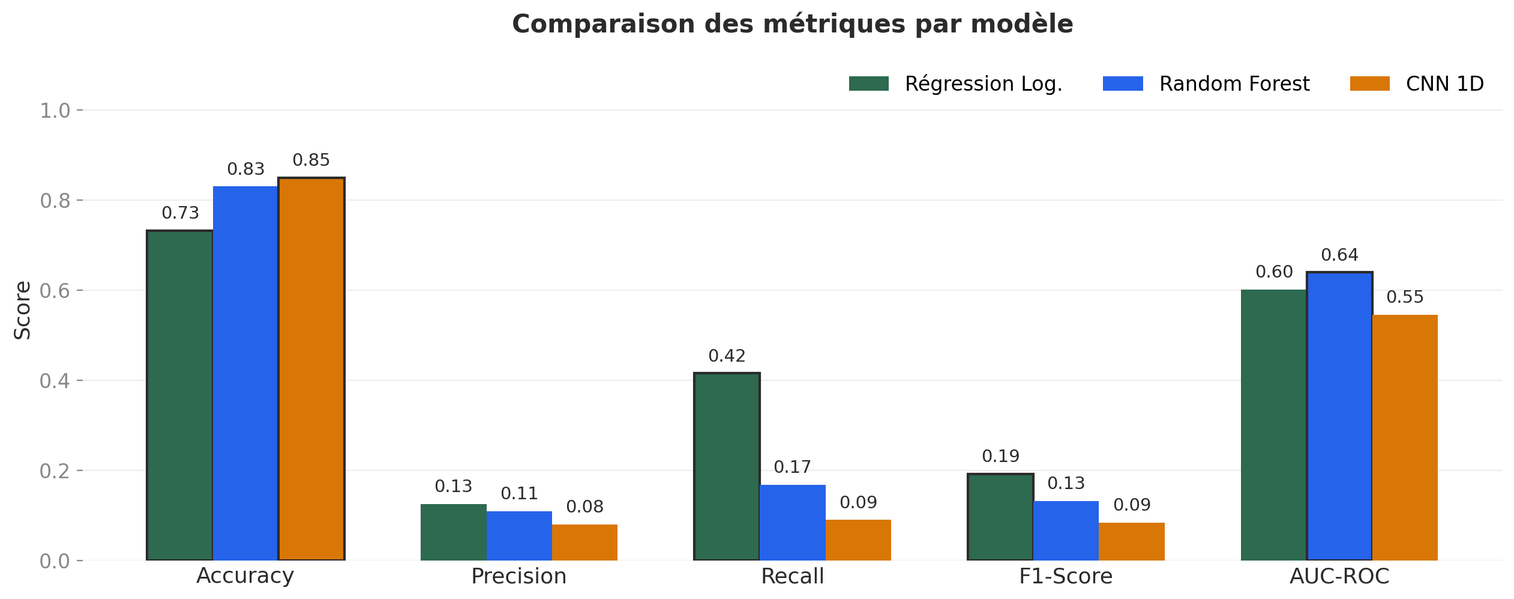 Comparaison des métriques par modèle
Régression Log. Random Forest CNN 1D
1.0
0.8
0.6
0.4
0.2
0.0
Score
0.73 0.83 0.85
0.13 0.11 0.08
0.42 0.17 0.09
0.19 0.13 0.09
0.60 0.64 0.55
Accuracy Precision Recall F1-Score AUC-ROC